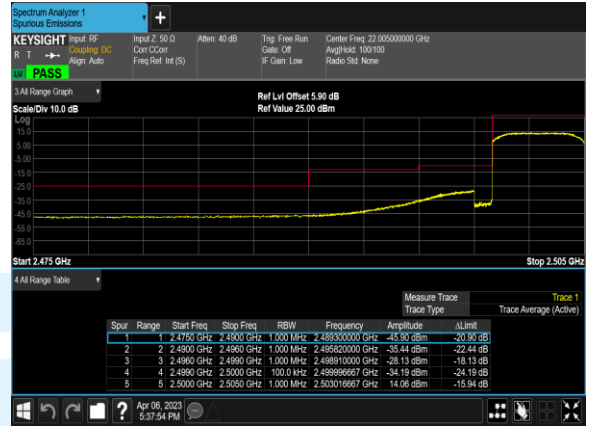 Spectrum Analyzer 1
Spurious Emissions
KEYSIGHT Input: RF Input Z: 50 Ω Atten: 40 dB Trig: Free Run Center Freq: 22.005000000 GHz
R T Coupling: DC Corr CCorr Gate: Off Avg|Hold: 100/100
Align: Auto Freq Ref: Int (S) IF Gain: Low Radio Std: None
PASS
3 All Range Graph
Ref Lvl Offset 5.90 dB
Scale/Div 10.0 dB Ref Value 25.00 dBm
Log
15.0
5.00
-5.00
-15.0
-25.0
-35.0
-45.0
-55.0
-65.0
Start 2.475 GHz Stop 2.505 GHz
4 All Range Table
Measure Trace Trace 1
Trace Type Trace Average (Active)
Spur Range Start Freq Stop Freq RBW Frequency Amplitude ΔLimit
1 1 2.4750 GHz 2.4900 GHz 1.000 MHz 2.489300000 GHz -45.90 dBm -20.90 dB
2 2 2.4900 GHz 2.4960 GHz 1.000 MHz 2.495820000 GHz -35.44 dBm -22.44 dB
3 3 2.4960 GHz 2.4990 GHz 1.000 MHz 2.498910000 GHz -28.13 dBm -18.13 dB
4 4 2.4990 GHz 2.5000 GHz 100.0 kHz 2.499996667 GHz -34.19 dBm -24.19 dB
5 5 2.5000 GHz 2.5050 GHz 1.000 MHz 2.503016667 GHz 14.06 dBm -15.94 dB
Apr 06, 2023
5:37:54 PM